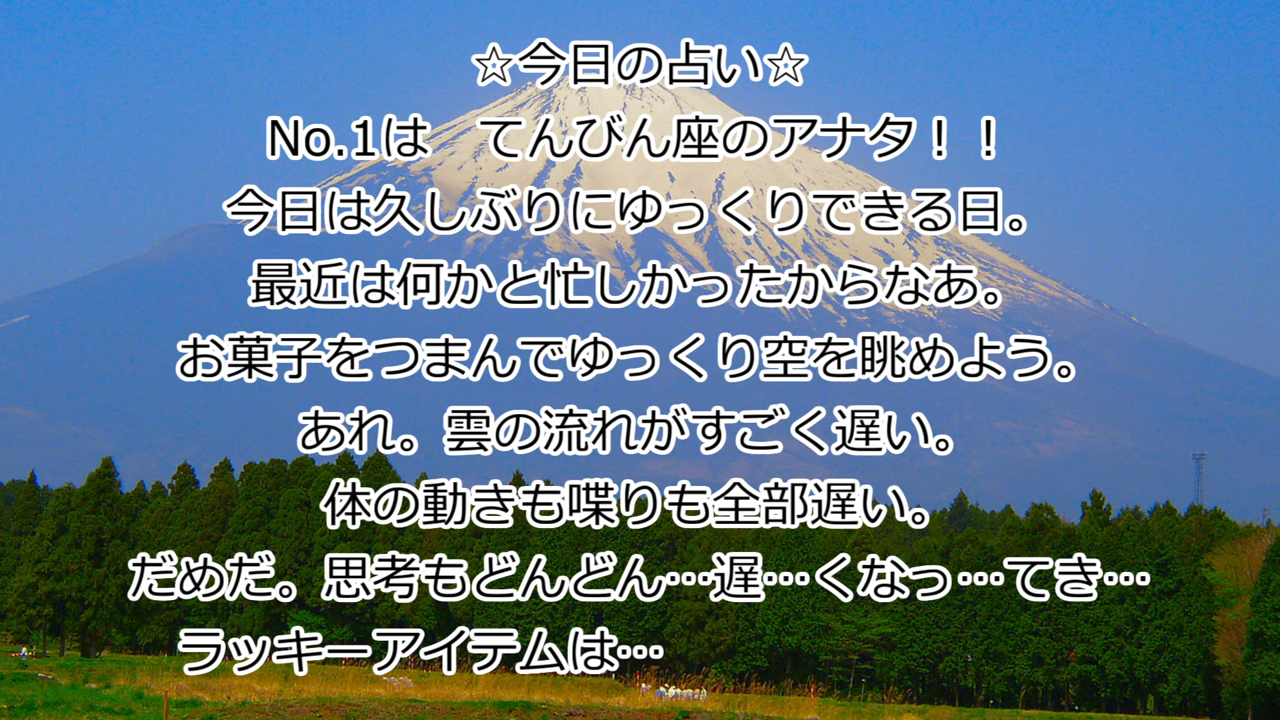 ☆今日の占い☆
No.1は　てんびん座のアナタ！！
今日は久しぶりにゆっくりできる日。
最近は何かと忙しかったからなあ。
お菓子をつまんでゆっくり空を眺めよう。
あれ。雲の流れがすごく遅い。
体の動きも喋りも全部遅い。
だめだ。思考もどんどん…遅…くなっ…てき…
ラッキーアイテムは…